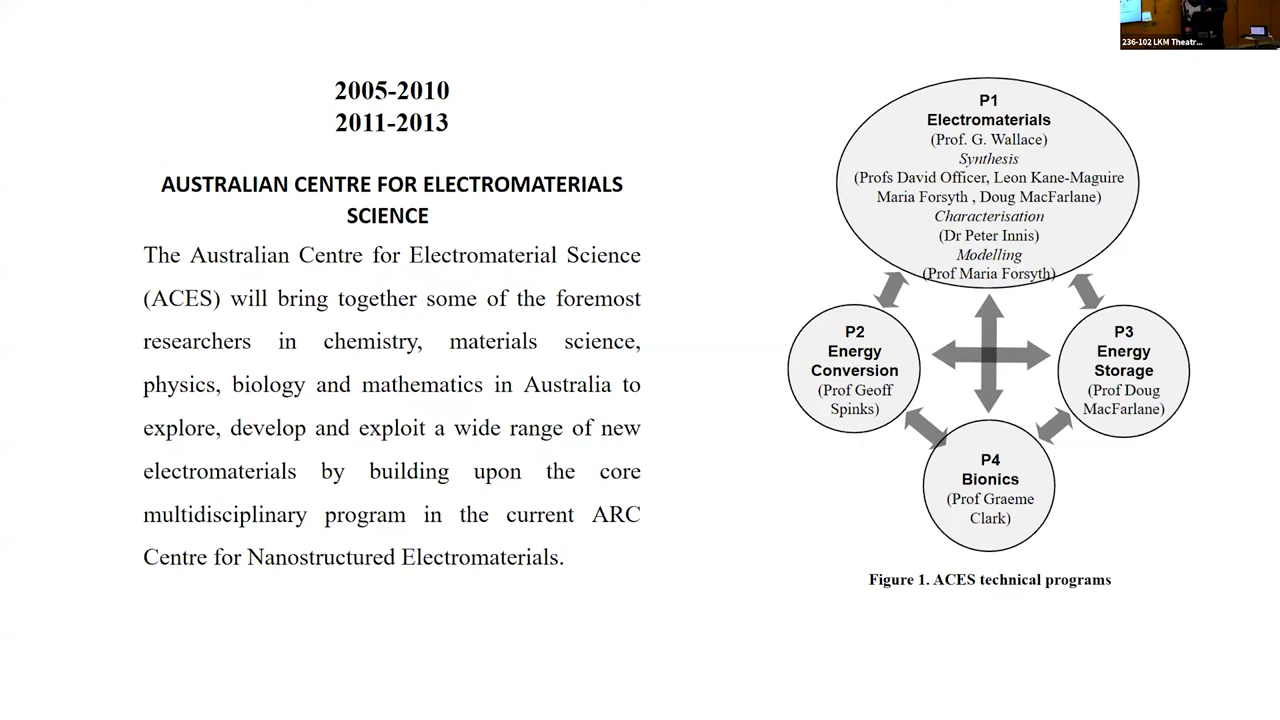 236-102 LKM Theatr...
2005-2010
2011-2013
AUSTRALIAN CENTRE FOR ELECTROMATERIALS
SCIENCE
The Australian Centre for Electromaterial Science
(ACES) will bring together some of the foremost
researchers in chemistry, materials science,
physics, biology and mathematics in Australia to
explore, develop and exploit a wide range of new
electromaterials by building upon the core
multidisciplinary program in the current ARC
Centre for Nanostructured Electromaterials.
P1
Electromaterials
(Prof. G. Wallace)
Synthesis
(Profs David Officer, Leon Kane-Maguire
Maria Forsyth , Doug MacFarlane)
Characterisation
(Dr Peter Innis)
Modelling
(Prof Maria Forsyth)
P2
Energy
Conversion
(Prof Geoff
Spinks)
P3
Energy
Storage
(Prof Doug
MacFarlane)
P4
Bionics
(Prof Graeme
Clark)
Figure 1. ACES technical programs